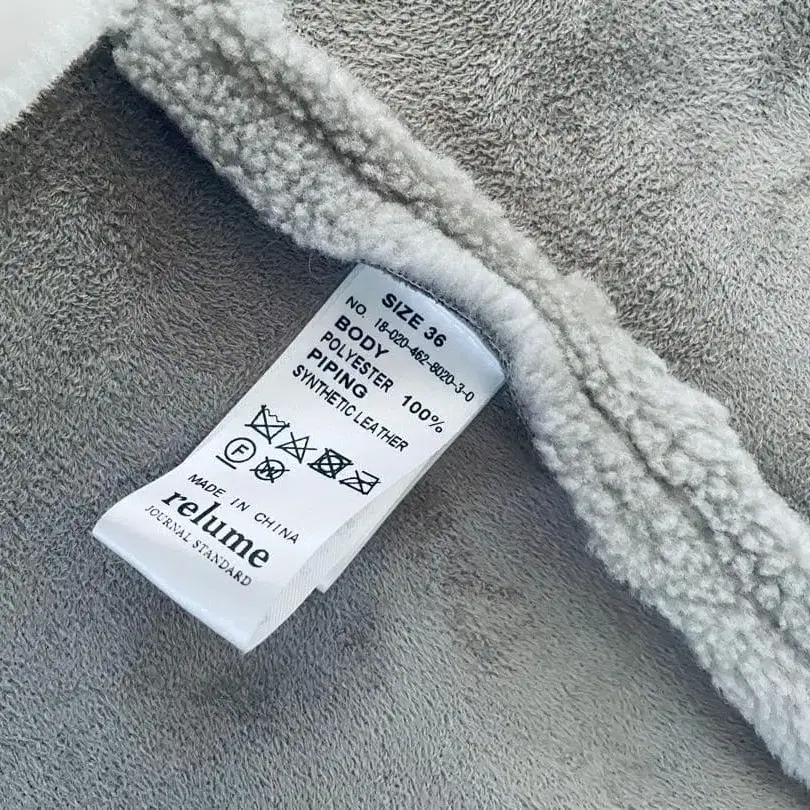 SIZE 36
NO. 18-020-462-8020-3-0
BODY
POLYESTER 100%
PIPING
SYNTHETIC LEATHER
F W
MADE IN CHINA
relume
JOURNAL STANDARD